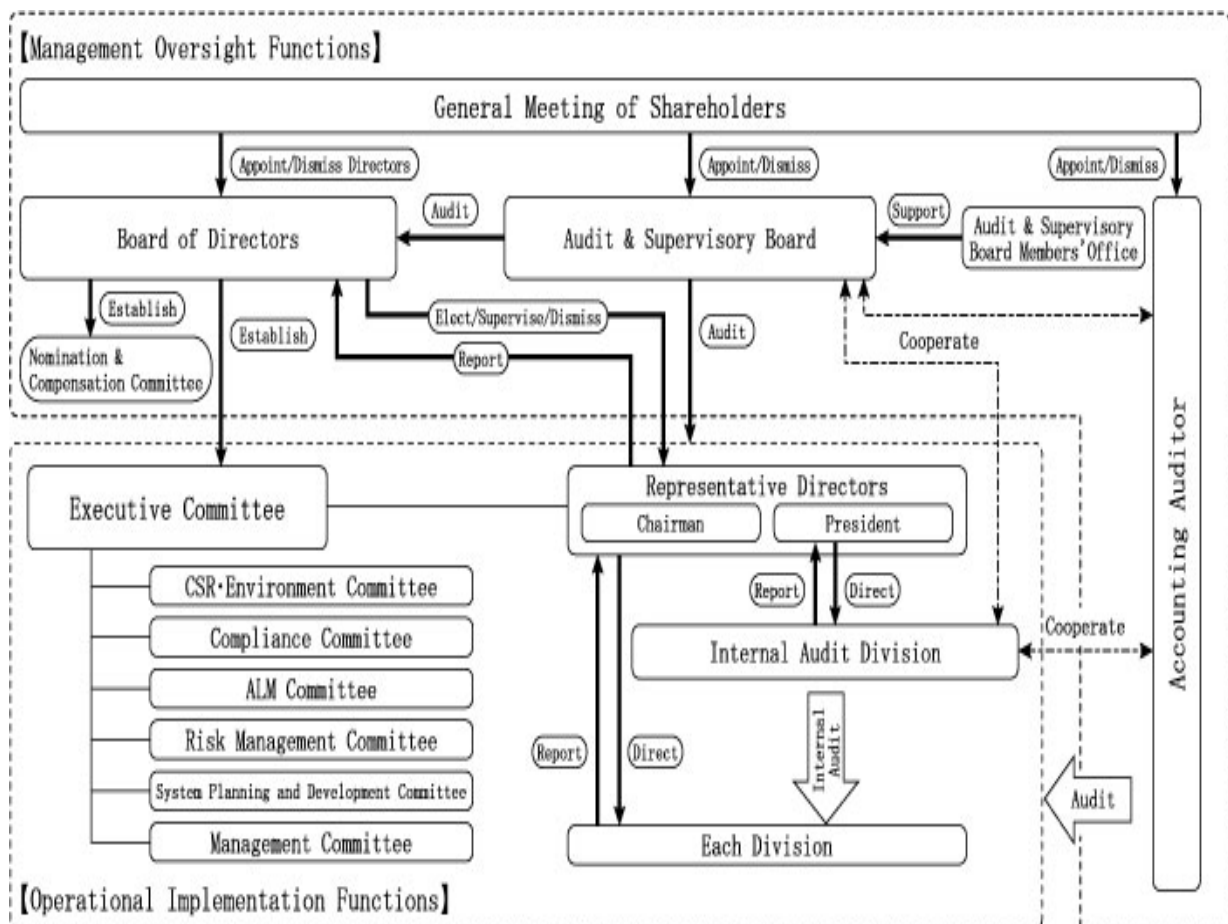 【Management Oversight Functions】
General Meeting of Shareholders
Appoint/Dismiss Directors
Appoint/Dismiss
Appoint/Dismiss
Board of Directors
Audit
Audit & Supervisory Board
Support
Audit & Supervisory
Board Members'Office
Establish
Establish
Elect/Supervise/Dismiss
Report
Audit
Cooperate
Nomination &
Compensation Committee
Accounting Auditor
Executive Committee
Representative Directors
Chairman
President
CSR・Environment Committee
Compliance Committee
ALM Committee
Risk Management Committee
System Planning and Development Committee
Management Committee
Report
Direct
Internal Audit Division
Cooperate
Report
Direct
Internal
Audit
Audit
Each Division
【Operational Implementation Functions】